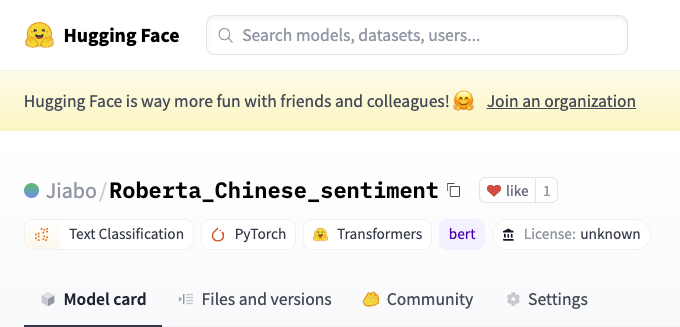 Hugging Face Search models, datasets, users...
Hugging Face is way more fun with friends and colleagues! 🤗 Join an organization
Jiabo/Roberta_Chinese_sentiment like 1
Text Classification PyTorch Transformers bert License: unknown
Model card Files and versions Community Settings